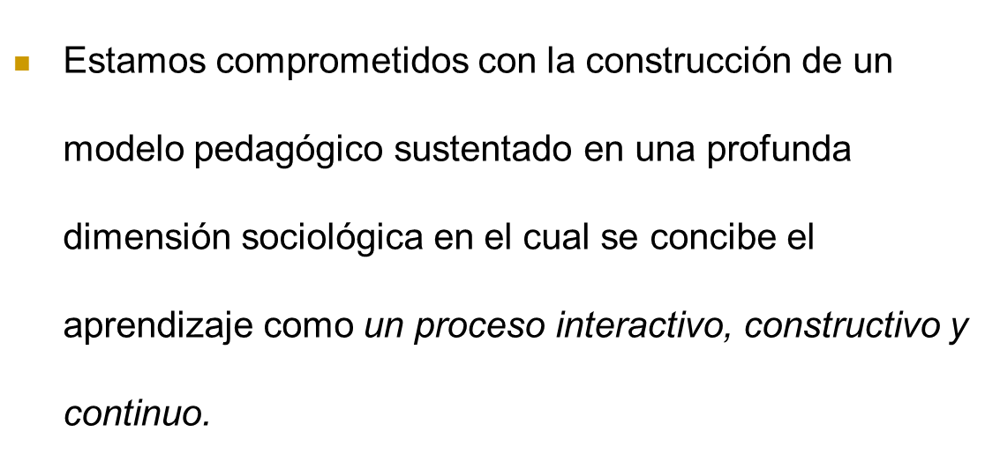 Estamos comprometidos con la construcción de un
modelo pedagógico sustentado en una profunda
dimensión sociológica en el cual se concibe el
aprendizaje como un proceso interactivo, constructivo y
continuo.